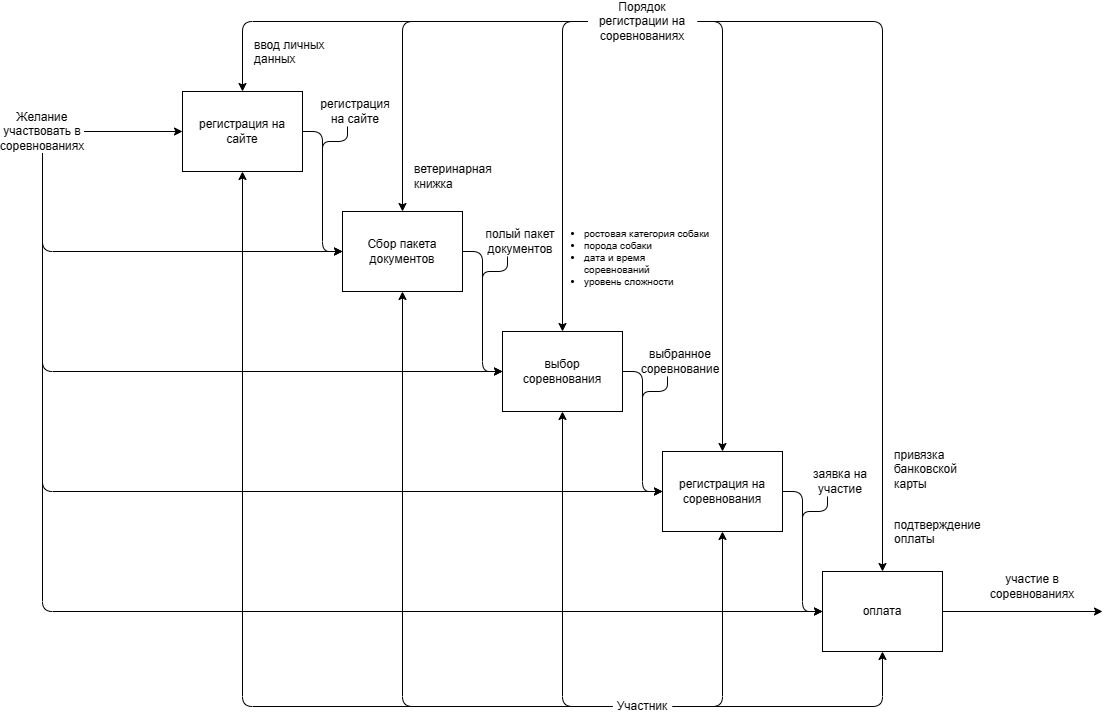 Порядок
регистрации на
соревнованиях
ввод личных
данных
Желание
участвовать в
соревнованиях
регистрация на
сайте
регистрация
на сайте
ветеринарная
книжка
Сбор пакета
документов
полый пакет
документов
• ростовая категория собаки
• порода собаки
• дата и время
соревнований
• уровень сложности
выбор
соревнования
выбранное
соревнование
регистрация на
соревнования
заявка на
участие
привязка
банковской
карты
подтверждение
оплаты
оплата
участие в
соревнованиях
Участник